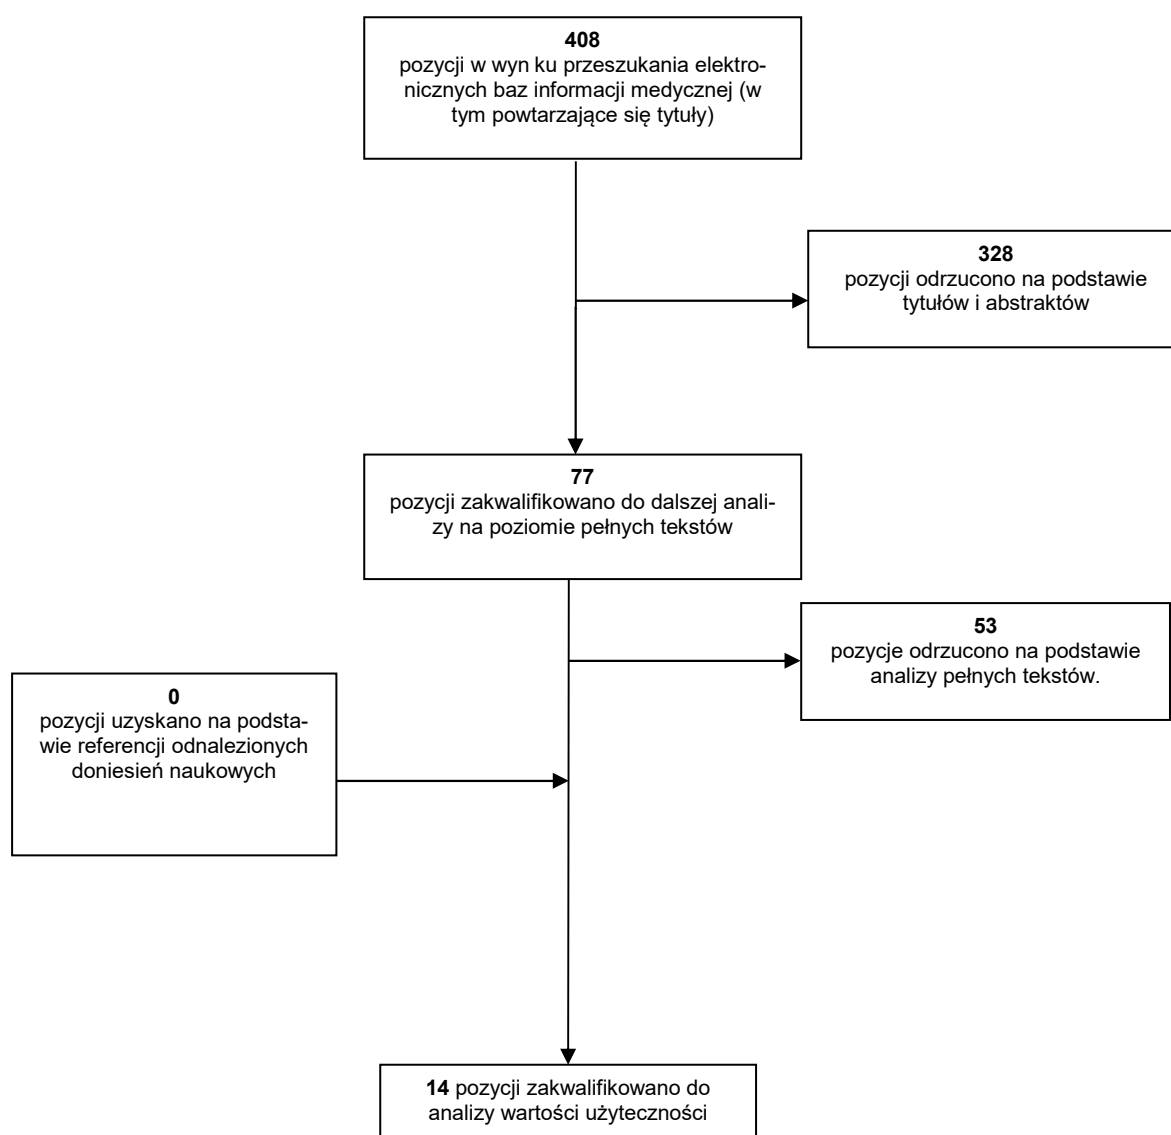 408
pozycji w wyn ku przeszukania elektro-
nicznych baz informacji medycznej (w
tym powtarzające się tytuły)
328
pozycji odrzucono na podstawie
tytułów i abstraktów
77
pozycji zakwalifikowano do dalszej anali-
zy na poziomie pełnych tekstów
53
pozycje odrzucono na podstawie
analizy pełnych tekstów.
0
pozycji uzyskano na podsta-
wie referencji odnalezionych
doniesień naukowych
14 pozycji zakwalifikowano do
analizy wartości użyteczności